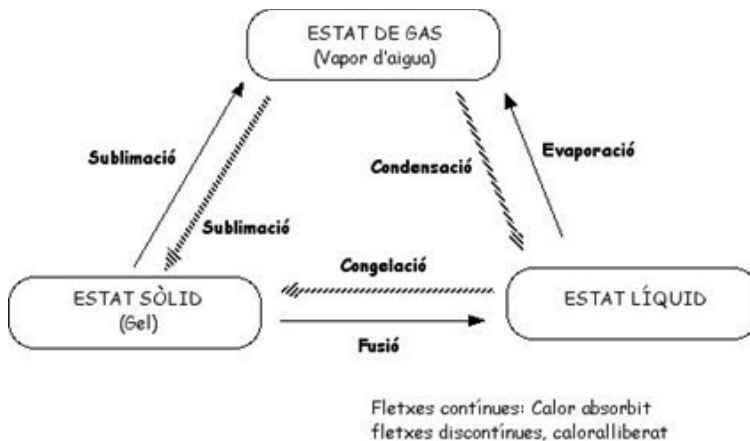 ESTAT DE GAS
(Vapor d'aigua)
Sublimació
Sublimació
Condensació
Evaporació
ESTAT SÒLID
(Gel)
Congelació
Fusió
ESTAT LÍQUID
Fletxes contínues: Calor absorbit
fletxes discontínues, caloralliberat